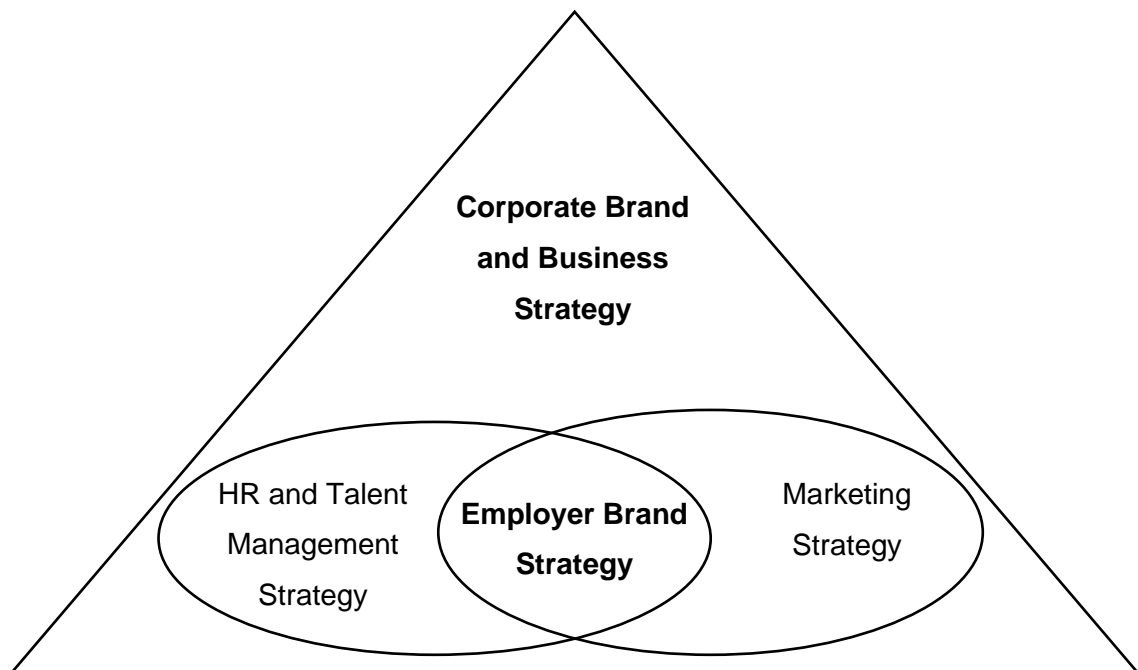 Corporate Brand
and Business
Strategy
HR and Talent
Management
Strategy
Employer Brand
Strategy
Marketing
Strategy